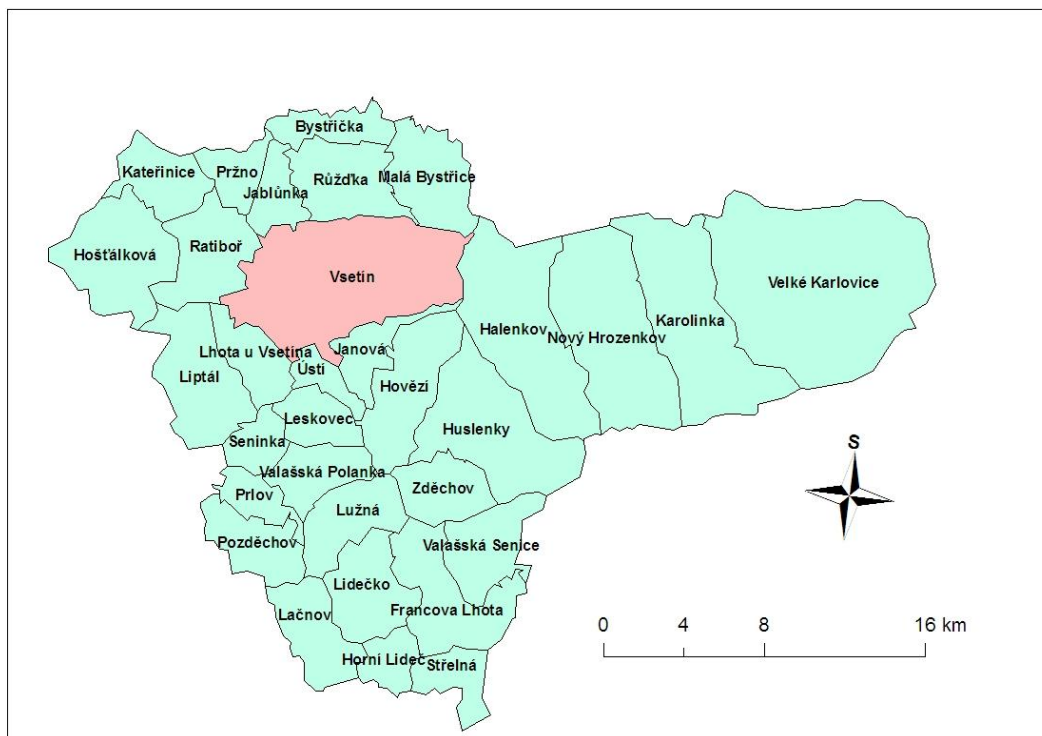 Bystřička
Kateřinice
Pržno
Růžďka
Malá Bystřice
Jablůnka
Hošťálková
Ratiboř
Vsetín
Velké Karlovice
Halenkov
Nový Hrozenkov
Karolinka
Lhota u Vsetína
Janová
Ústí
Liptál
Hovězí
Leskovec
Huslenky
Seninka
Valašská Polanka
Zděchov
Prlov
Lužná
Pozděchov
Valašská Senice
Lidečko
Lačnov
Francova Lhota
Horní Lideč
Střelná
S
0 4 8 16 km